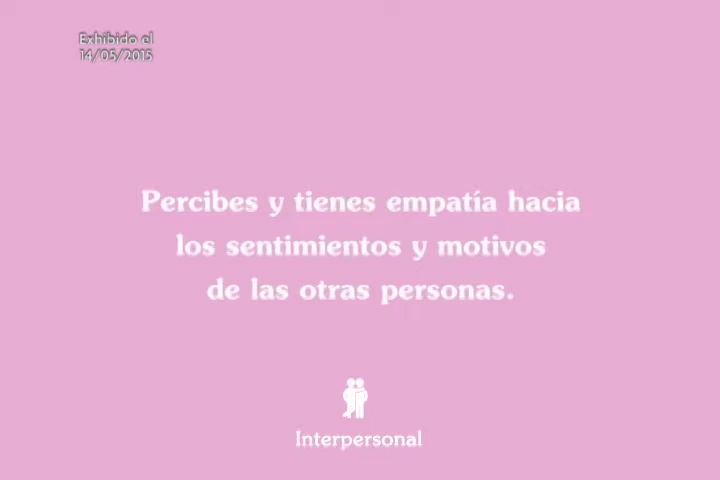 Exhibido el
14/05/2015
Percibes y tienes empatía hacia
los sentimientos y motivos
de las otras personas.
Interpersonal